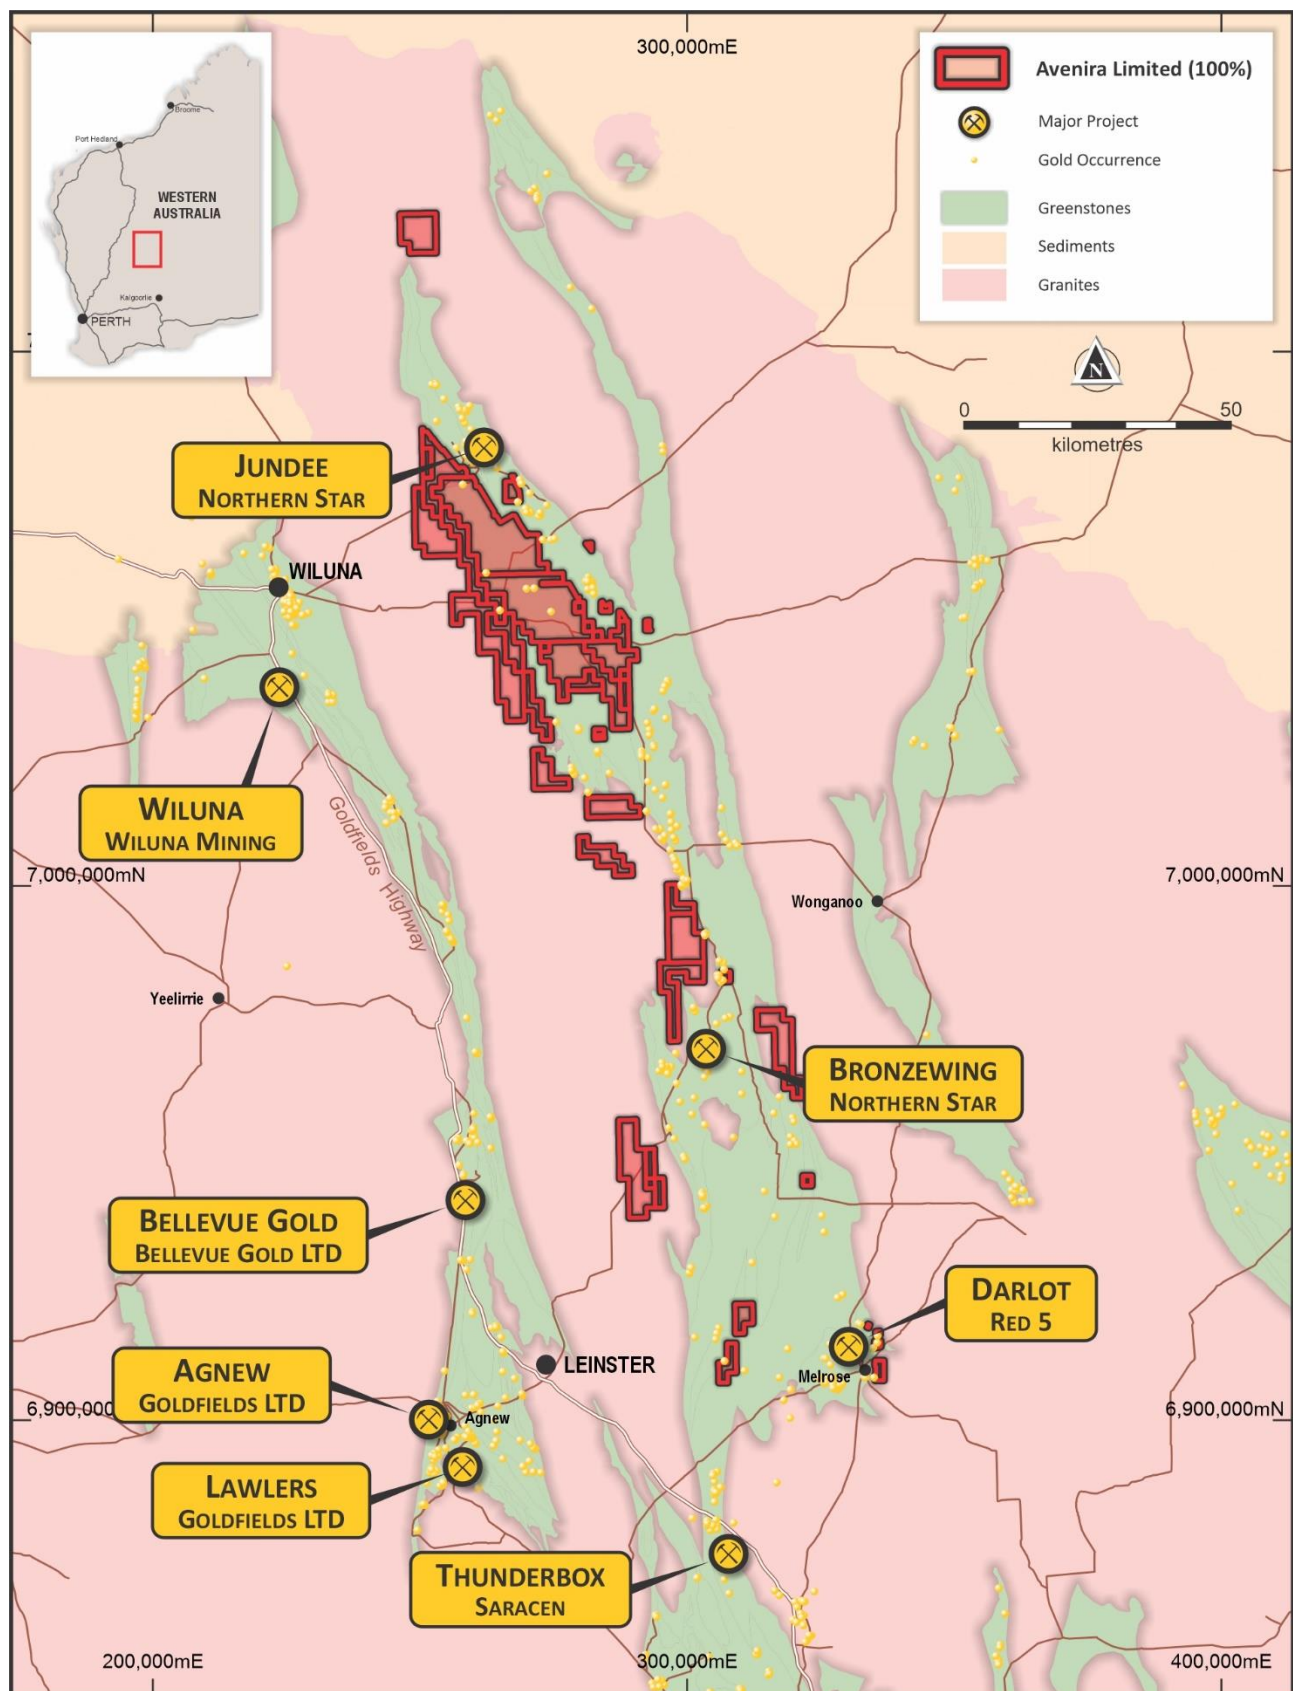 300,000mE
Broome
Port Hedland
WESTERN
AUSTRALIA
Kalgoorlie
PERTH
Avenira Limited (100%)
Major Project
Gold Occurrence
Greenstones
Sediments
Granites
N
0
50
kilometres
JUNDEE
NORTHERN STAR
WILUNA
WILUNA
WILUNA MINING
Goldfields Highway
7,000,000mN
7,000,000mN
Wonganoo
Yeelirrie
BRONZEWING
NORTHERN STAR
BELLEVUE GOLD
BELLEVUE GOLD LTD
DARLOT
RED 5
LEINSTER
Melrose
AGNEW
GOLDFIELDS LTD
6,900,000
Agnew
6,900,000mN
LAWLERS
GOLDFIELDS LTD
THUNDERBOX
SARACEN
200,000mE
300,000mE
400,000mE